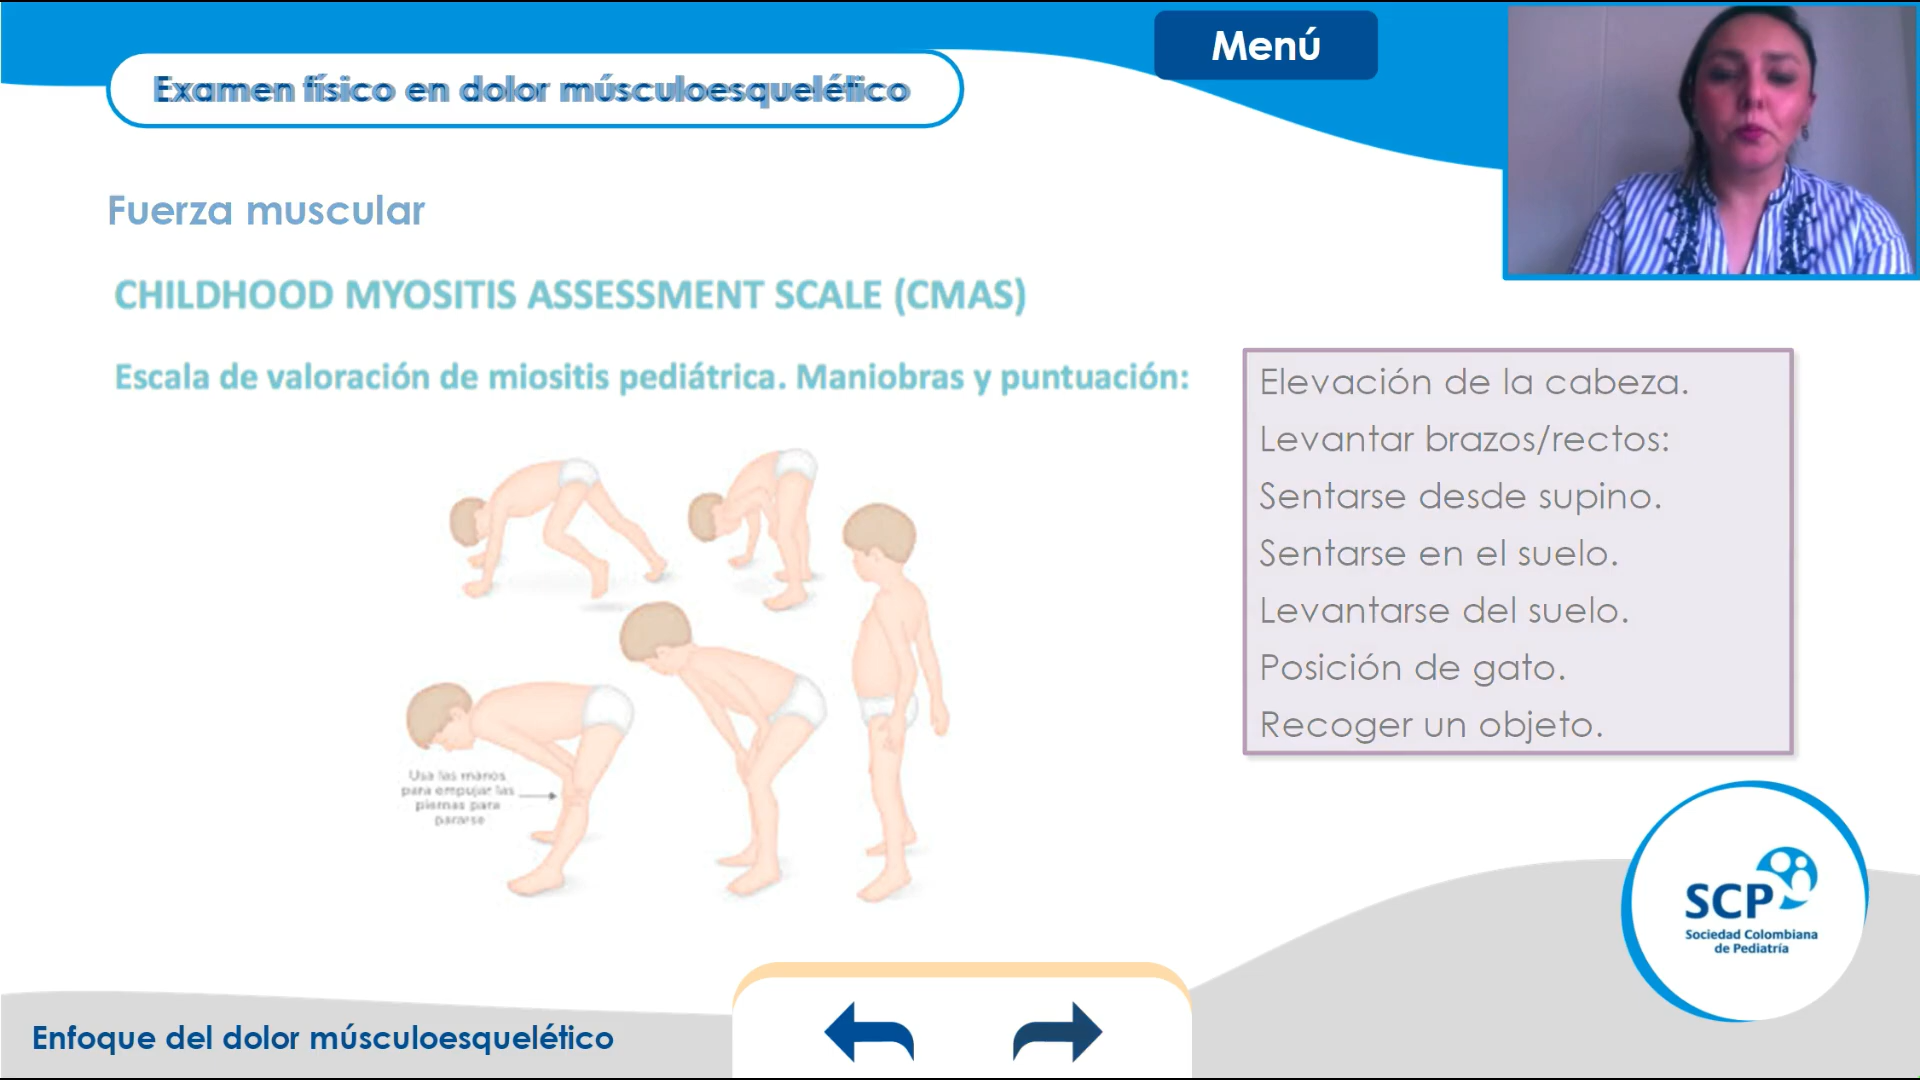 Menú
Examen físico en dolor músculoesquelético
Fuerza muscular
CHILDHOOD MYOSITIS ASSESSMENT SCALE (CMAS)
Escala de valoración de miositis pediátrica. Maniobras y puntuación:
Elevación de la cabeza.
Levantar brazos/rectos:
Sentarse desde supino.
Sentarse en el suelo.
Levantarse del suelo.
Posición de gato.
Recoger un objeto.
Usa las manos
para empujar las
piernas para
pararse
SCP
Sociedad Colombiana
de Pediatría
Enfoque del dolor músculoesquelético